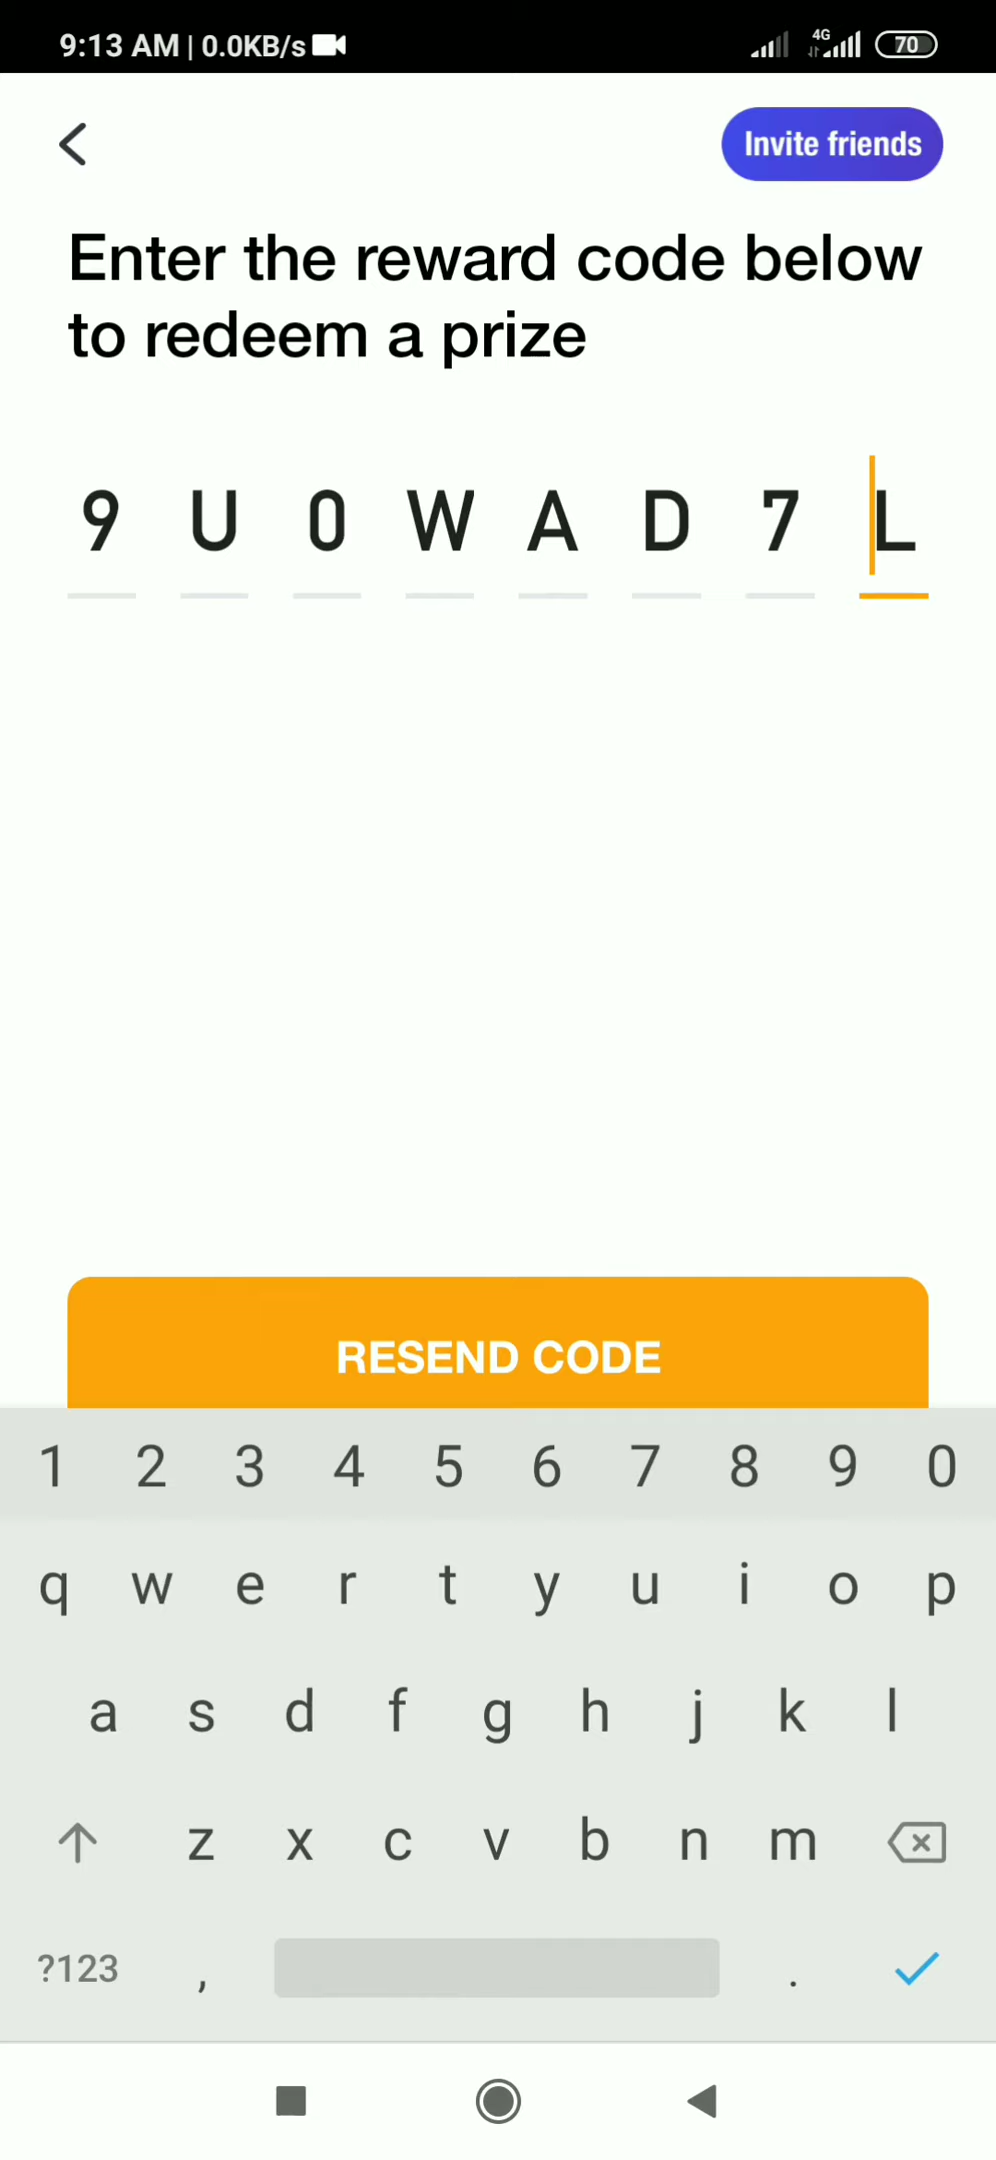 9:13 AM | 0.0KB/s 4G 70
Invite friends
Enter the reward code below
to redeem a prize
9 U 0 W A D 7 L
RESEND CODE
1 2 3 4 5 6 7 8 9 0
q w e r t y u i o p
a s d f g h j k l
z x c v b n m
?123 , .